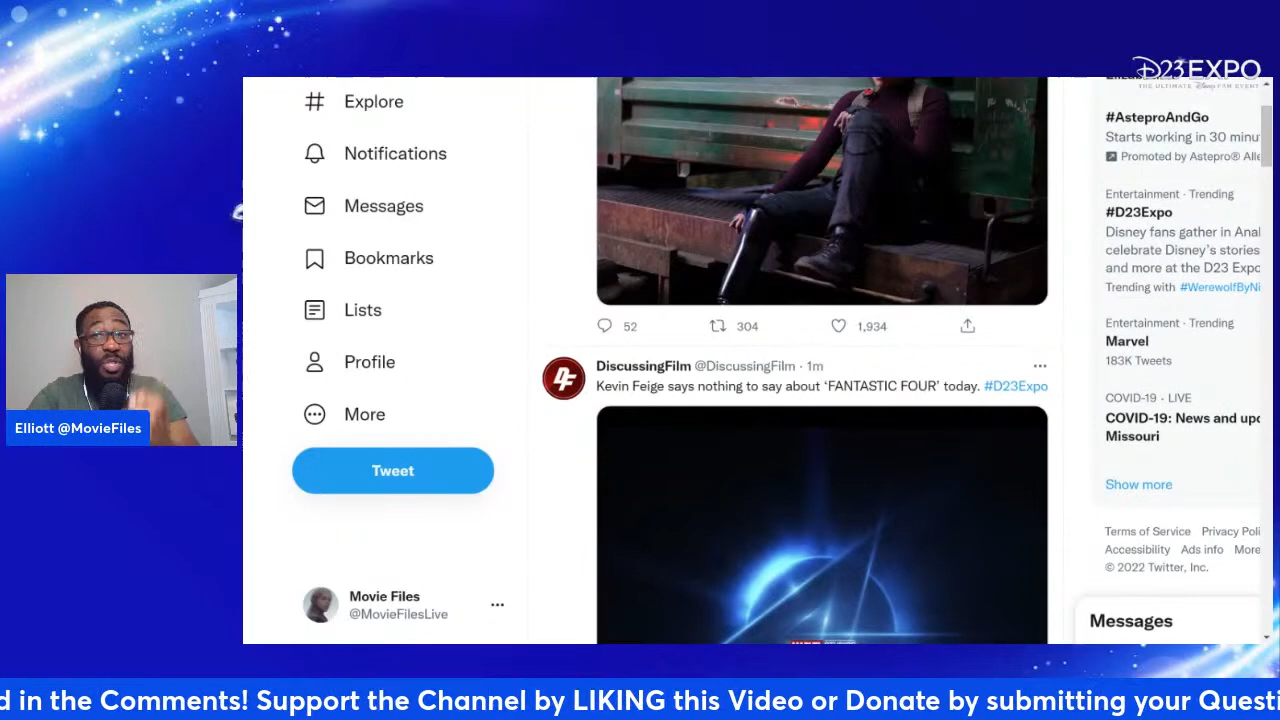 D23 EXPO
THE ULTIMATE Disney FAN EVENT
Explore
Notifications
Messages
Bookmarks
Lists
Profile
More
Tweet
Movie Files
@MovieFilesLive
52
304
1,934
DiscussingFilm @DiscussingFilm · 1m
Kevin Feige says nothing to say about ‘FANTASTIC FOUR’ today. #D23Expo
#AsteproAndGo
Starts working in 30 minu
Promoted by Astepro® Alle
Entertainment · Trending
#D23Expo
Disney fans gather in Ana
celebrate Disney's stories
and more at the D23 Expo
Trending with #WerewolfByNi
Entertainment · Trending
Marvel
183K Tweets
COVID-19 · LIVE
COVID-19: News and upd
Missouri
Show more
Terms of Service Privacy Poli
Accessibility Ads info More
© 2022 Twitter, Inc.
Messages
Elliott @MovieFiles
d in the Comments! Support the Channel by LIKING this Video or Donate by submitting your Questi